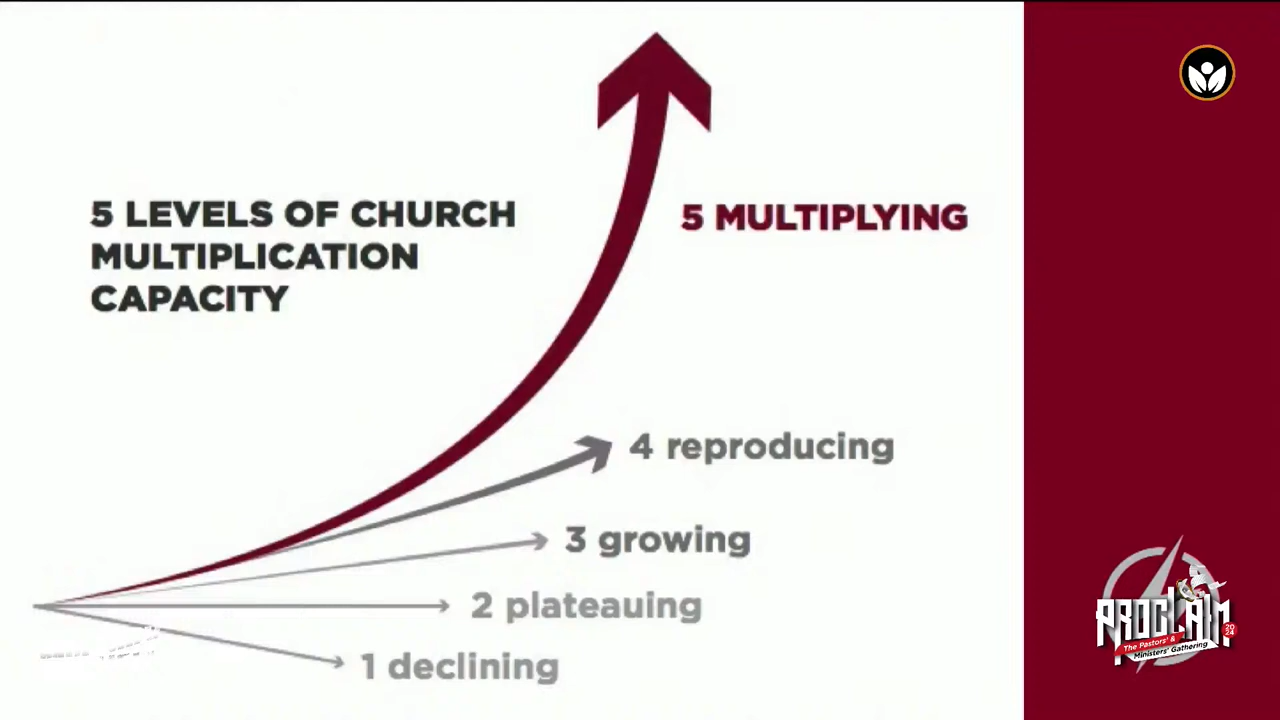 5 LEVELS OF CHURCH
MULTIPLICATION
CAPACITY
5 MULTIPLYING
4 reproducing
3 growing
2 plateauing
1 declining
PROCLAIM
2024
The Pastors' &
Ministers' Gathering